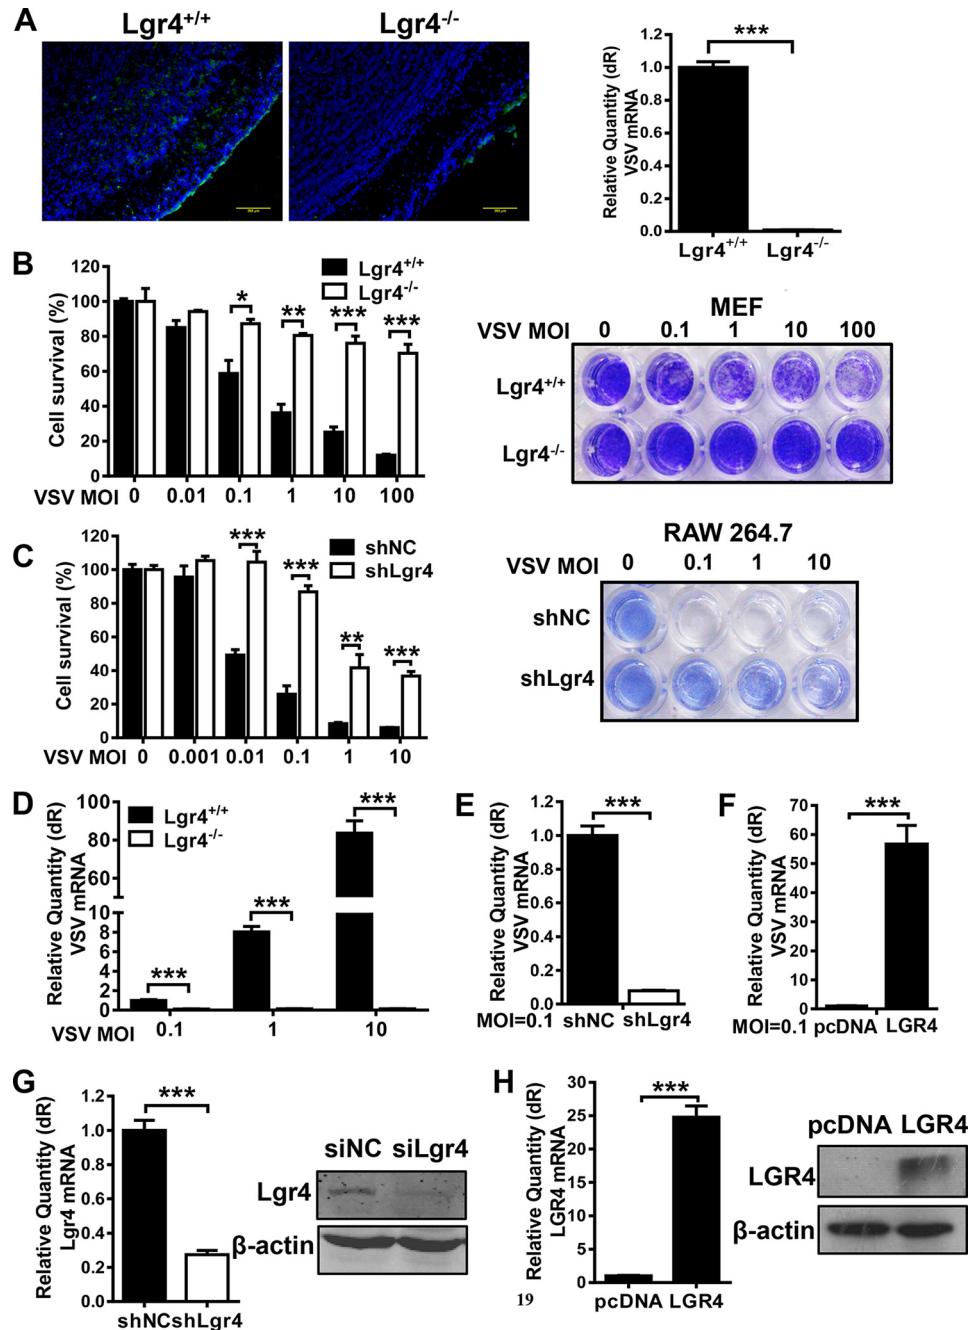 A
Lgr4+/+
Lgr4-/-
Relative Quantity (dR)
VSV mRNA
1.2
1.0
0.8
0.6
0.4
0.2
0.0
***
Lgr4+/+ Lgr4-/-
B
Cell survival (%)
120
100
80
60
40
20
0
Lgr4+/+
Lgr4-/-
* ** *** ***
VSV MOI 0 0.01 0.1 1 10 100
MEF
VSV MOI 0 0.1 1 10 100
Lgr4+/+
Lgr4-/-
C
Cell survival (%)
120
100
80
60
40
20
0
shNC
shLgr4
*** *** ** ***
VSV MOI 0 0.001 0.01 0.1 1 10
RAW 264.7
VSV MOI 0 0.1 1 10
shNC
shLgr4
D
Relative Quantity (dR)
VSV mRNA
100
80
60
40
8
6
4
2
0
Lgr4+/+
Lgr4-/-
*** *** ***
VSV MOI 0.1 1 10
E
Relative Quantity (dR)
VSV mRNA
1.2
1.0
0.8
0.6
0.4
0.2
0.0
***
MOI=0.1 shNC shLgr4
F
Relative Quantity (dR)
VSV mRNA
70
60
50
40
30
20
10
0
***
MOI=0.1 pcDNA LGR4
G
Relative Quantity (dR)
Lgr4 mRNA
1.2
0.9
0.6
0.3
0.0
***
shNCshLgr4
siNC siLgr4
Lgr4
β-actin
H
Relative Quantity (dR)
LGR4 mRNA
30
25
20
15
10
5
0
***
pcDNA LGR4
pcDNA LGR4
LGR4
β-actin
19